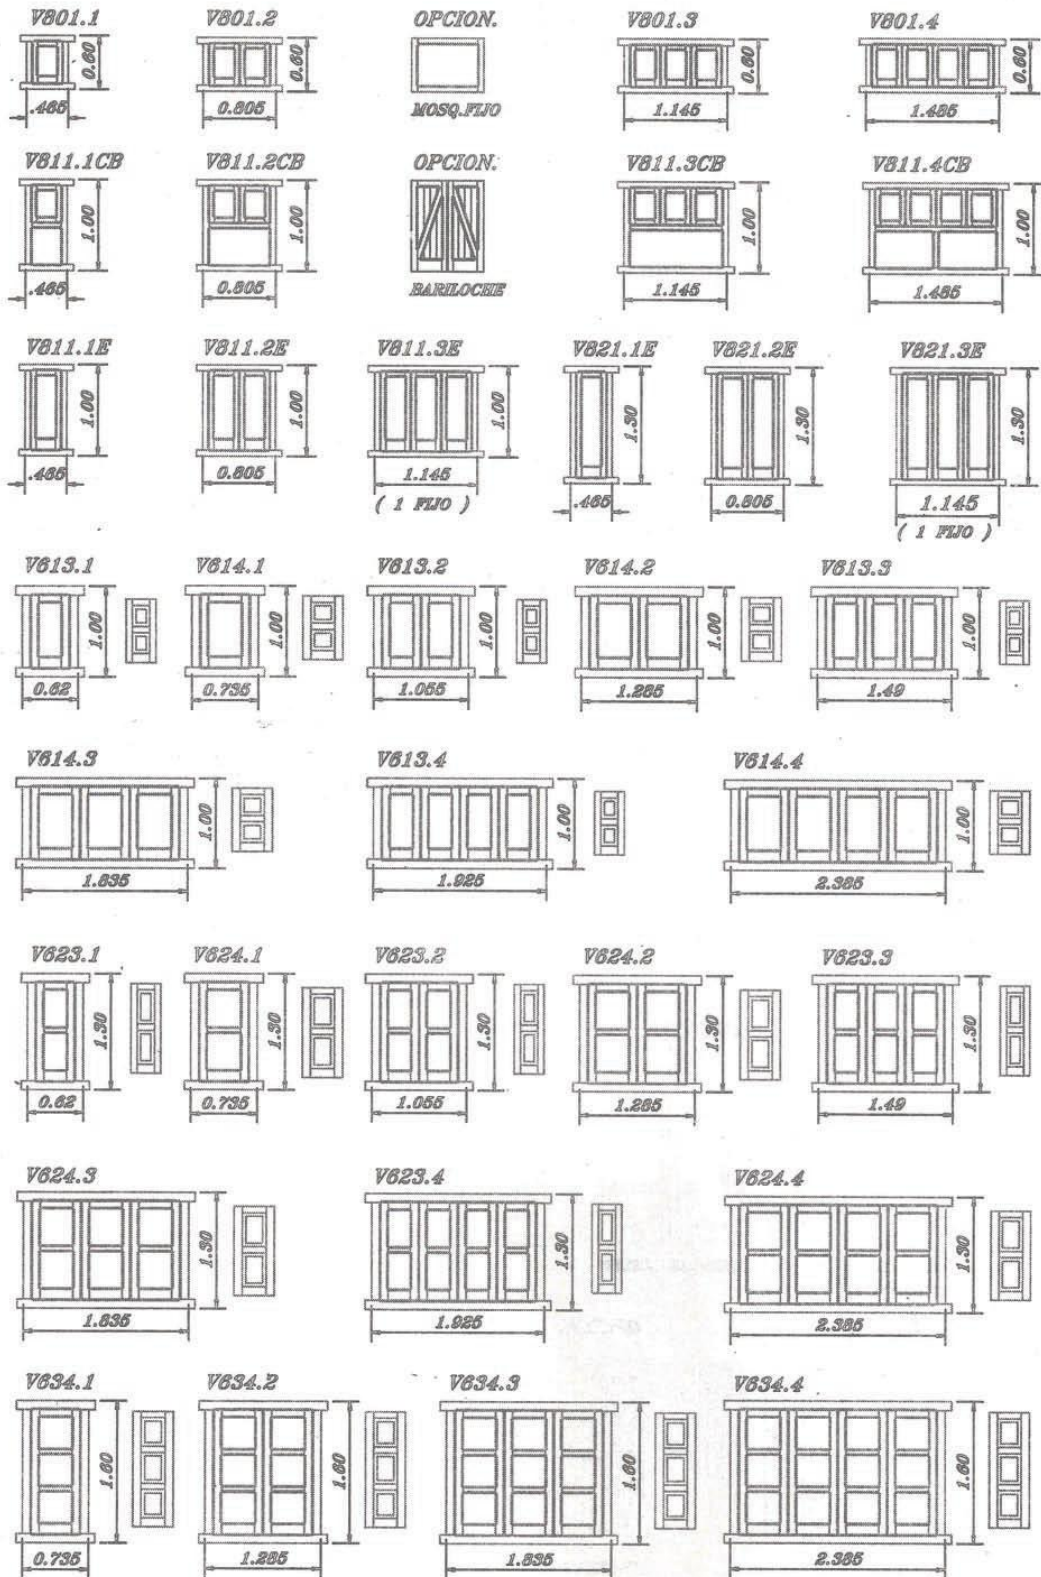 V801.1
V801.2
OPCION.
V801.3
V801.4
0.60
0.60
0.60
0.60
.465
0.805
MOSQ.FIJO
1.145
1.485
V811.1CB
V811.2CB
OPCION.
V811.3CB
V811.4CB
1.00
1.00
1.00
1.00
.465
0.805
BARILOCHE
1.145
1.485
V811.1E
V811.2E
V811.3E
V821.1E
V821.2E
V821.3E
1.00
1.00
1.00
1.30
1.30
1.30
.465
0.805
1.145
.465
0.805
1.145
( 1 FIJO )
( 1 FIJO )
V613.1
V614.1
V613.2
V614.2
V613.3
1.00
1.00
1.00
1.00
1.00
0.62
0.735
1.055
1.285
1.49
V614.3
V613.4
V614.4
1.00
1.00
1.00
1.835
1.925
2.385
V623.1
V624.1
V623.2
V624.2
V623.3
1.30
1.30
1.30
1.30
1.30
0.62
0.735
1.055
1.285
1.49
V624.3
V623.4
V624.4
1.30
1.30
1.30
1.835
1.925
2.385
V634.1
V634.2
V634.3
V634.4
1.60
1.60
1.60
1.60
0.735
1.285
1.835
2.385